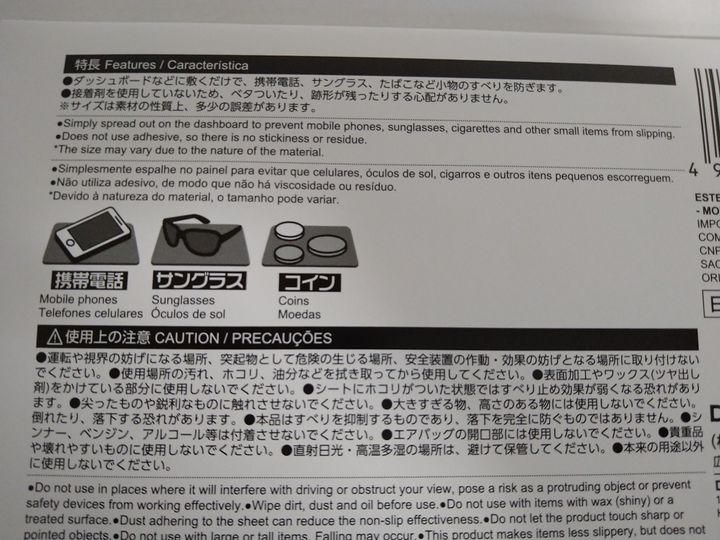 特長 Features / Característica
●ダッシュボードなどに敷くだけで、携帯電話、サングラス、たばこなど小物のすべりを防ぎます。
●接着剤を使用していないため、ベタついたり、跡形が残ったりする心配がありません。
※サイズは素材の性質上、多少の誤差があります。
●Simply spread out on the dashboard to prevent mobile phones, sunglasses, cigarettes and other small items from slipping.
●Does not use adhesive, so there is no stickiness or residue.
*The size may vary due to the nature of the material.
●Simplesmente espalhe no painel para evitar que celulares, óculos de sol, cigarros e outros itens pequenos escorreguem.
●Não utiliza adesivo, de modo que não há viscosidade ou resíduo.
*Devido à natureza do material, o tamanho pode variar.
携帯電話 サングラス コイン
Mobile phones Sunglasses Coins
Telefones celulares Óculos de sol Moedas
4 9
ESTE
- MO
IMPO
COM
CNP
SAC
ORI
⚠使用上の注意 CAUTION / PRECAUÇÕES
●運転や視界の妨げになる場所、突起物として危険の生じる場所、安全装置の作動・効果の妨げとなる場所に取り付けない
でください。●使用場所の汚れ、ホコリ、油分などを拭き取ってから使用してください。●表面加工やワックス(ツヤ出し
剤)をかけている部分に使用しないでください。●シートにホコリがついた状態ではすべり止め効果が弱くなる恐れがあり
ます。●尖ったものや鋭利なものに触れさせないでください。●大きすぎる物、高さのある物には使用しないでください。
倒れたり、落下する恐れがあります。●本品はすべりを抑制するものであり、落下を完全に防ぐものではありません。●シ
ンナー、ベンジン、アルコール等は付着させないでください。●エアバッグの開口部には使用しないでください。●貴重品
や壊れやすいものに使用しないでください。●直射日光・高温多湿の場所は、避けて保管してください。●本来の用途以外
に使用しないでください。
●Do not use in places where it will interfere with driving or obstruct your view, pose a risk as a protruding object or prevent
safety devices from working effectively.●Wipe dirt, dust and oil before use.●Do not use with items with wax (shiny) or a
treated surface.●Dust adhering to the sheet can reduce the non-slip effectiveness.●Do not let the product touch sharp or
pointed objects.●Do not use with large or tall items. Falling may occur.●This product makes items less slippery, but does not